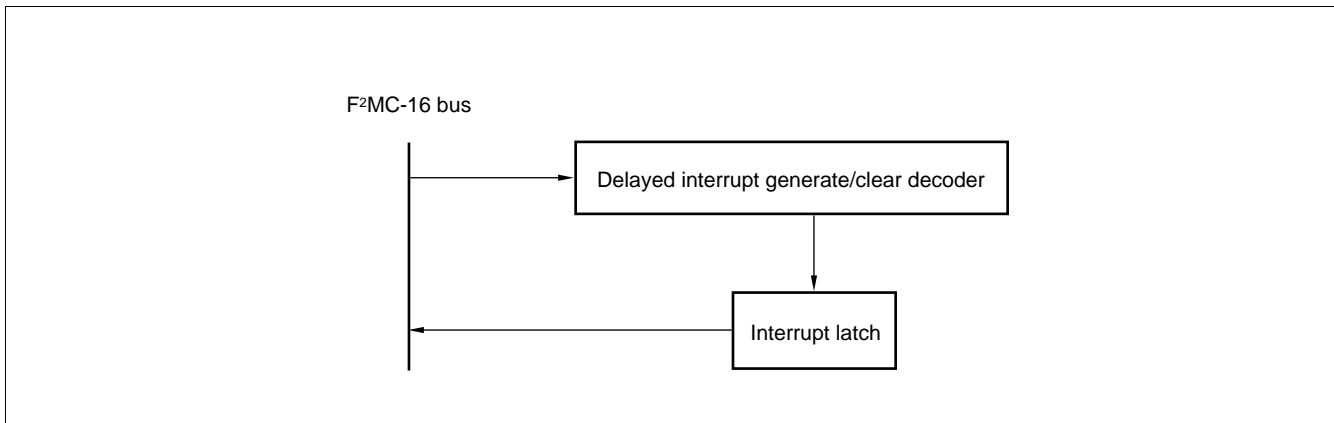 F²MC-16 bus
Delayed interrupt generate/clear decoder
Interrupt latch